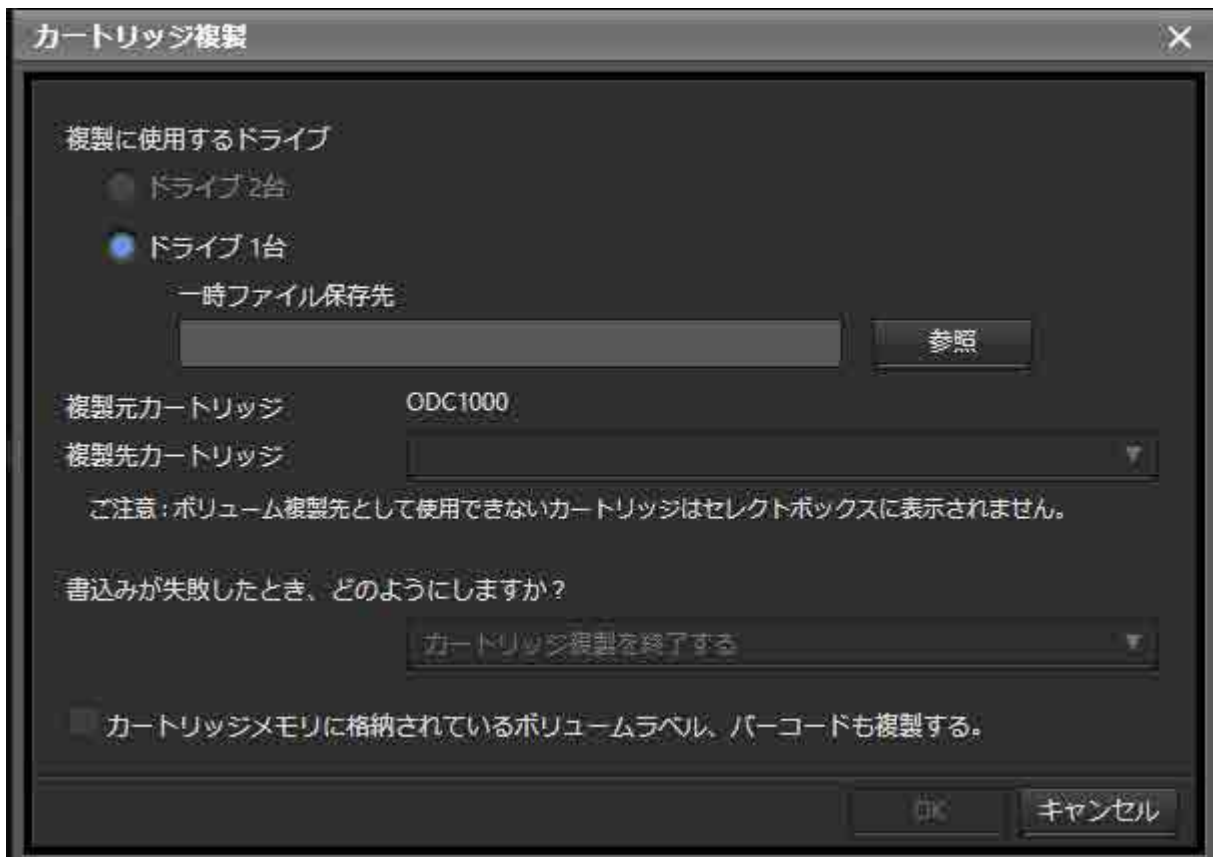 カートリッジ複製
複製に使用するドライブ
ドライブ 2台
ドライブ 1台
一時ファイル保存先
参照
複製元カートリッジ ODC1000
複製先カートリッジ
ご注意 : ボリューム複製先として使用できないカートリッジはセレクトボックスに表示されません。
書込みが失敗したとき、どのようにしますか？
カートリッジ複製を終了する
カートリッジメモリに格納されているボリュームラベル、バーコードも複製する。
OK キャンセル